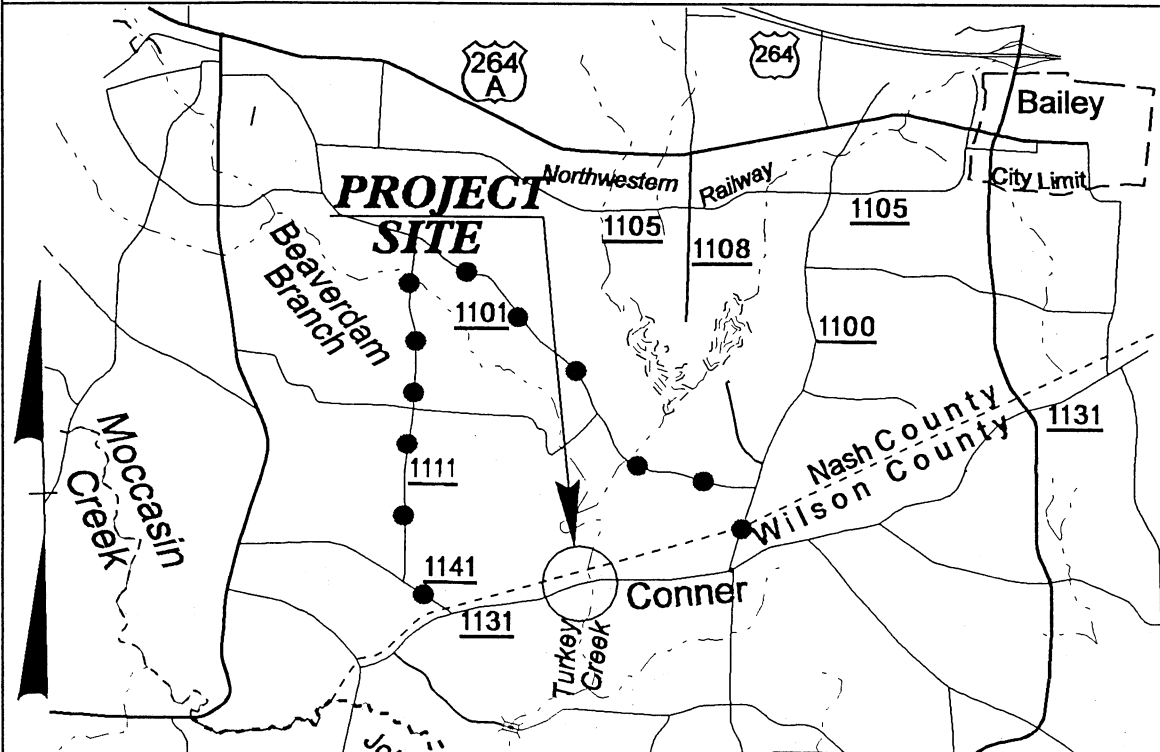 264
A
264
Bailey
City Limit
Northwestern Railway
PROJECT
SITE
1105
1105
1108
Beaverdam
Branch
1101
1100
Nash County
Wilson County
1131
Moccasin
Creek
1111
1141
1131
Conner
Turkey
Creek